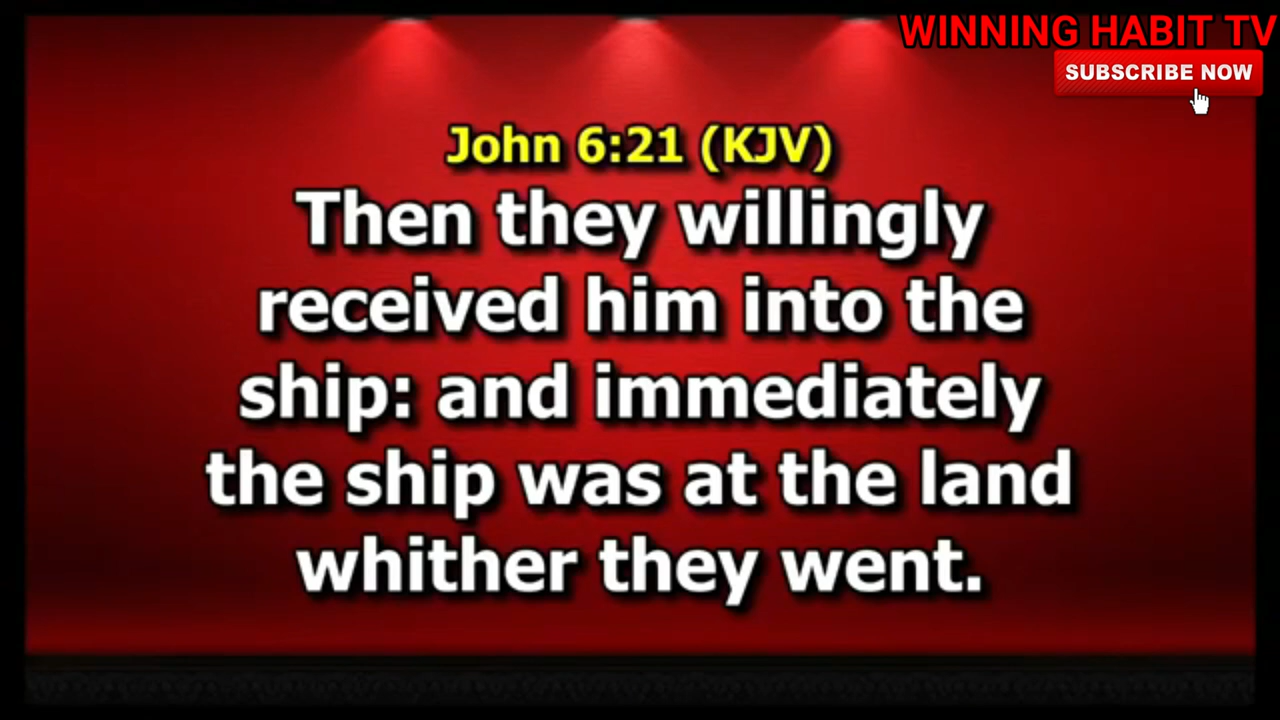 WINNING HABIT TV
SUBSCRIBE NOW
John 6:21 (KJV)
Then they willingly
received him into the
ship: and immediately
the ship was at the land
whither they went.